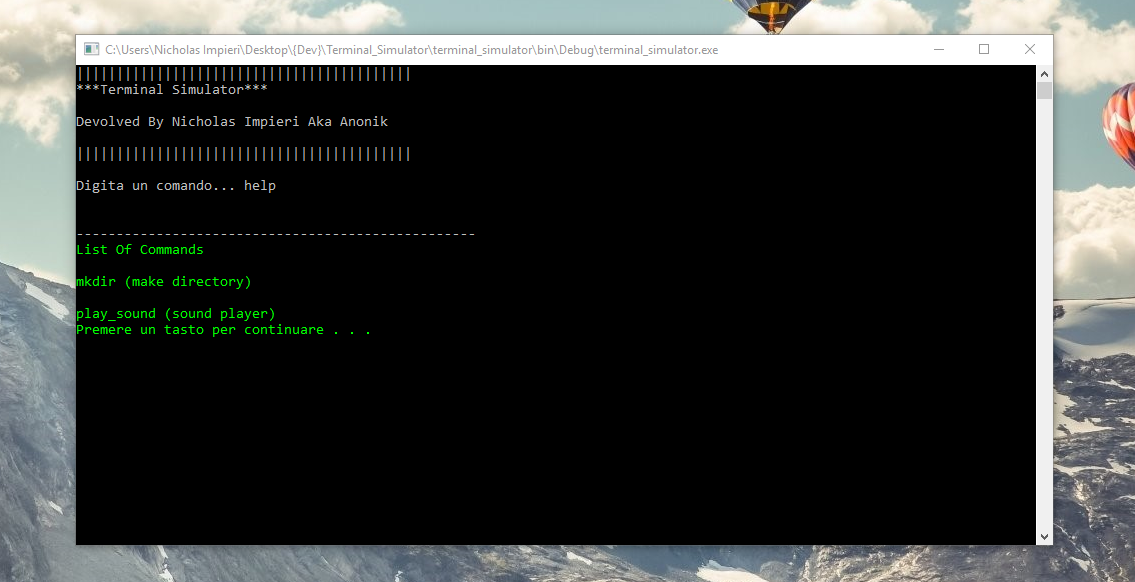 C:\Users\Nicholas Impieri\Desktop\{Dev}\Terminal_Simulator\terminal_simulator\bin\Debug\terminal_simulator.exe
||||||||||||||||||||||||||||||||||||||||||
***Terminal Simulator***
Devolved By Nicholas Impieri Aka Anonik
||||||||||||||||||||||||||||||||||||||||||
Digita un comando... help
--------------------------------------------------
List Of Commands
mkdir (make directory)
play_sound (sound player)
Premere un tasto per continuare . . .